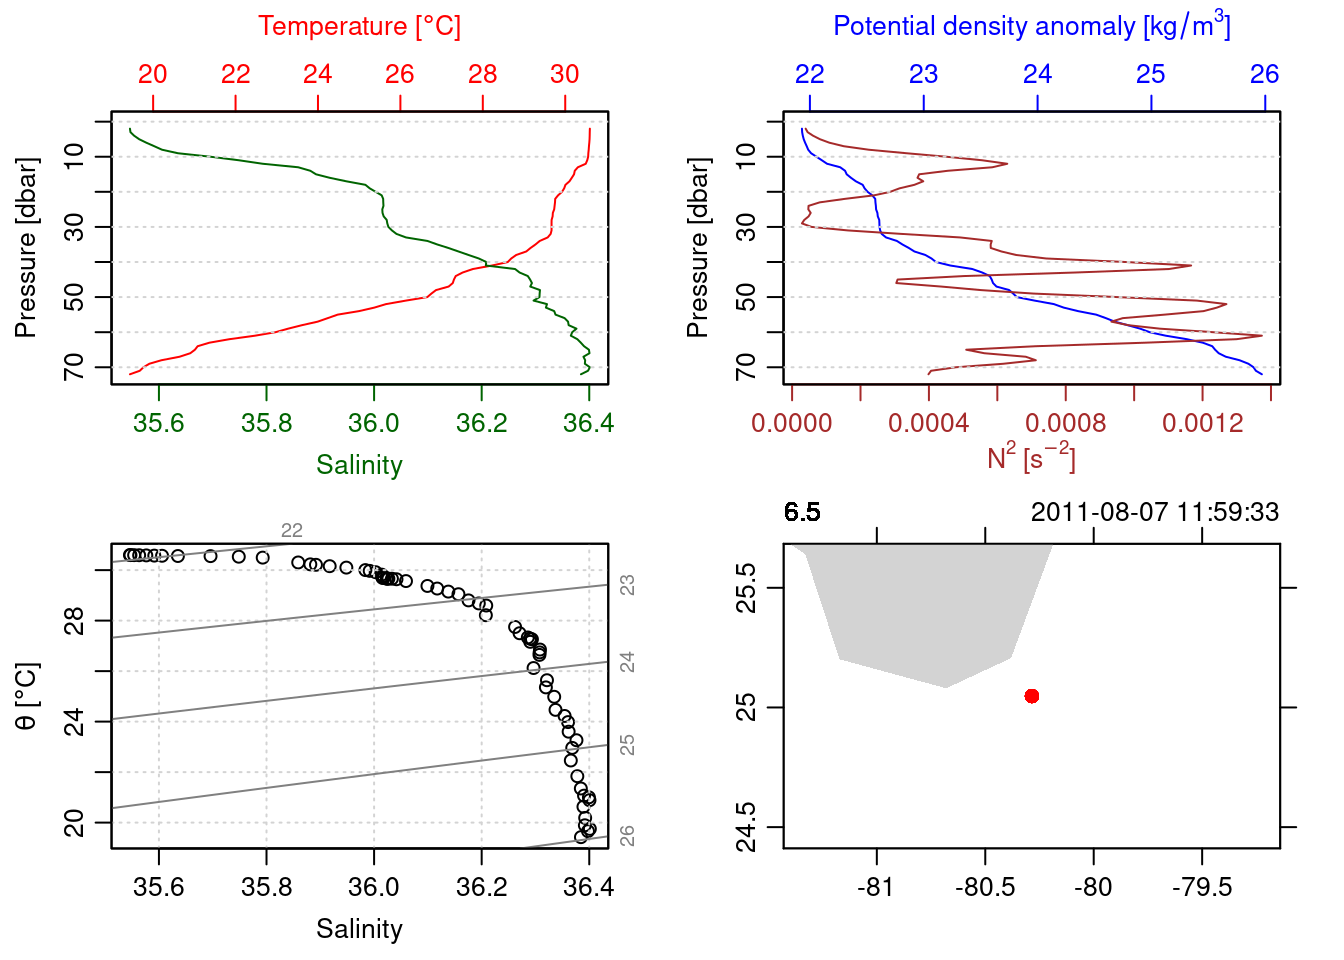 Temperature [°C]
20 22 24 26 28 30
Pressure [dbar]
10 30 50 70
35.6 35.8 36.0 36.2 36.4
Salinity
Potential density anomaly [kg/m³]
22 23 24 25 26
Pressure [dbar]
10 30 50 70
0.0000 0.0004 0.0008 0.0012
N² [s⁻²]
22
23
24
25
26
θ [°C]
20 24 28
35.6 35.8 36.0 36.2 36.4
Salinity
6.5 2011-08-07 11:59:33
25.5
25
24.5
-81 -80.5 -80 -79.5